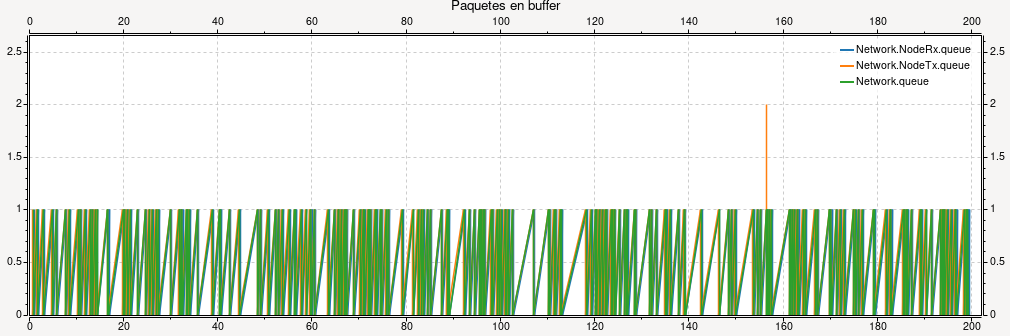 Paquetes en buffer
0 20 40 60 80 100 120 140 160 180 200
2.5 Network.NodeRx.queue 2.5
Network.NodeTx.queue
Network.queue
2 2
1.5 1.5
1 1
0.5 0.5
0 0
0 20 40 60 80 100 120 140 160 180 200